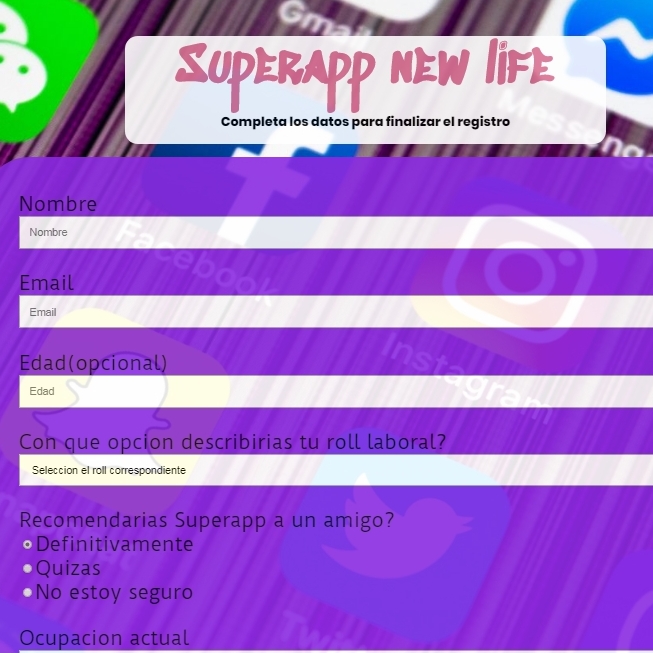 Gmail
Superapp new life
Completa los datos para finalizar el registro
Messenge
Nombre
Nombre
Facebook
Email
Email
Instagram
Edad(opcional)
Edad
Con que opcion describirias tu roll laboral?
Seleccion el roll correspondiente
Recomendarias Superapp a un amigo?
Definitivamente
Quizas
No estoy seguro
Twitt
Ocupacion actual